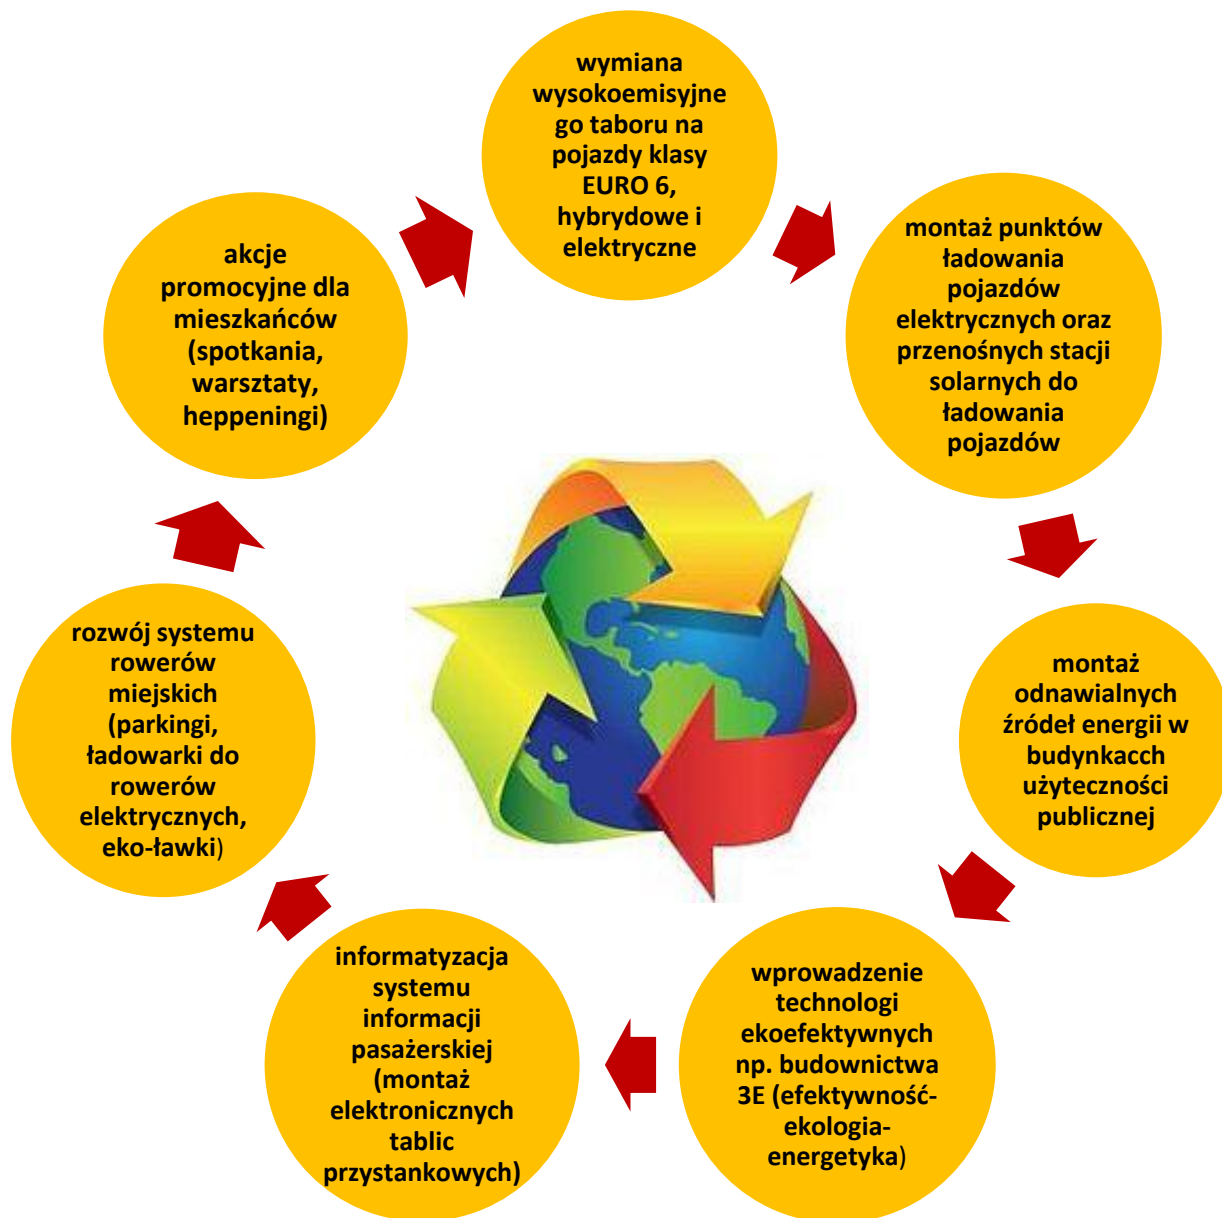 wymiana
wysokoemisyjne
go taboru na
pojazdy klasy
EURO 6,
hybrydowe i
elektryczne
montaż punktów
ładowania
pojazdów
elektrycznych oraz
przenośnych stacji
solarnych do
ładowania
pojazdów
montaż
odnawialnych
źródeł energii w
budynkacch
użyteczności
publicznej
wprowadzenie
technologi
ekoefektywnych
np. budownictwa
3E (efektywność-
ekologia-
energetyka)
informatyzacja
systemu
informacji
pasażerskiej
(montaż
elektronicznych
tablic
przystankowych)
rozwój systemu
rowerów
miejskich
(parkingi,
ładowarki do
rowerów
elektrycznych,
eko-ławki)
akcje
promocyjne dla
mieszkańców
(spotkania,
warsztaty,
heppeningi)